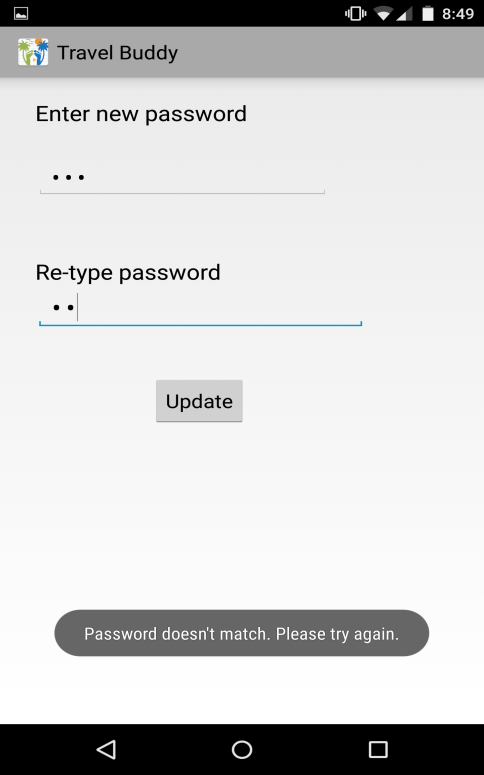 8:49
Travel Buddy
Enter new password
Re-type password
Update
Password doesn't match. Please try again.